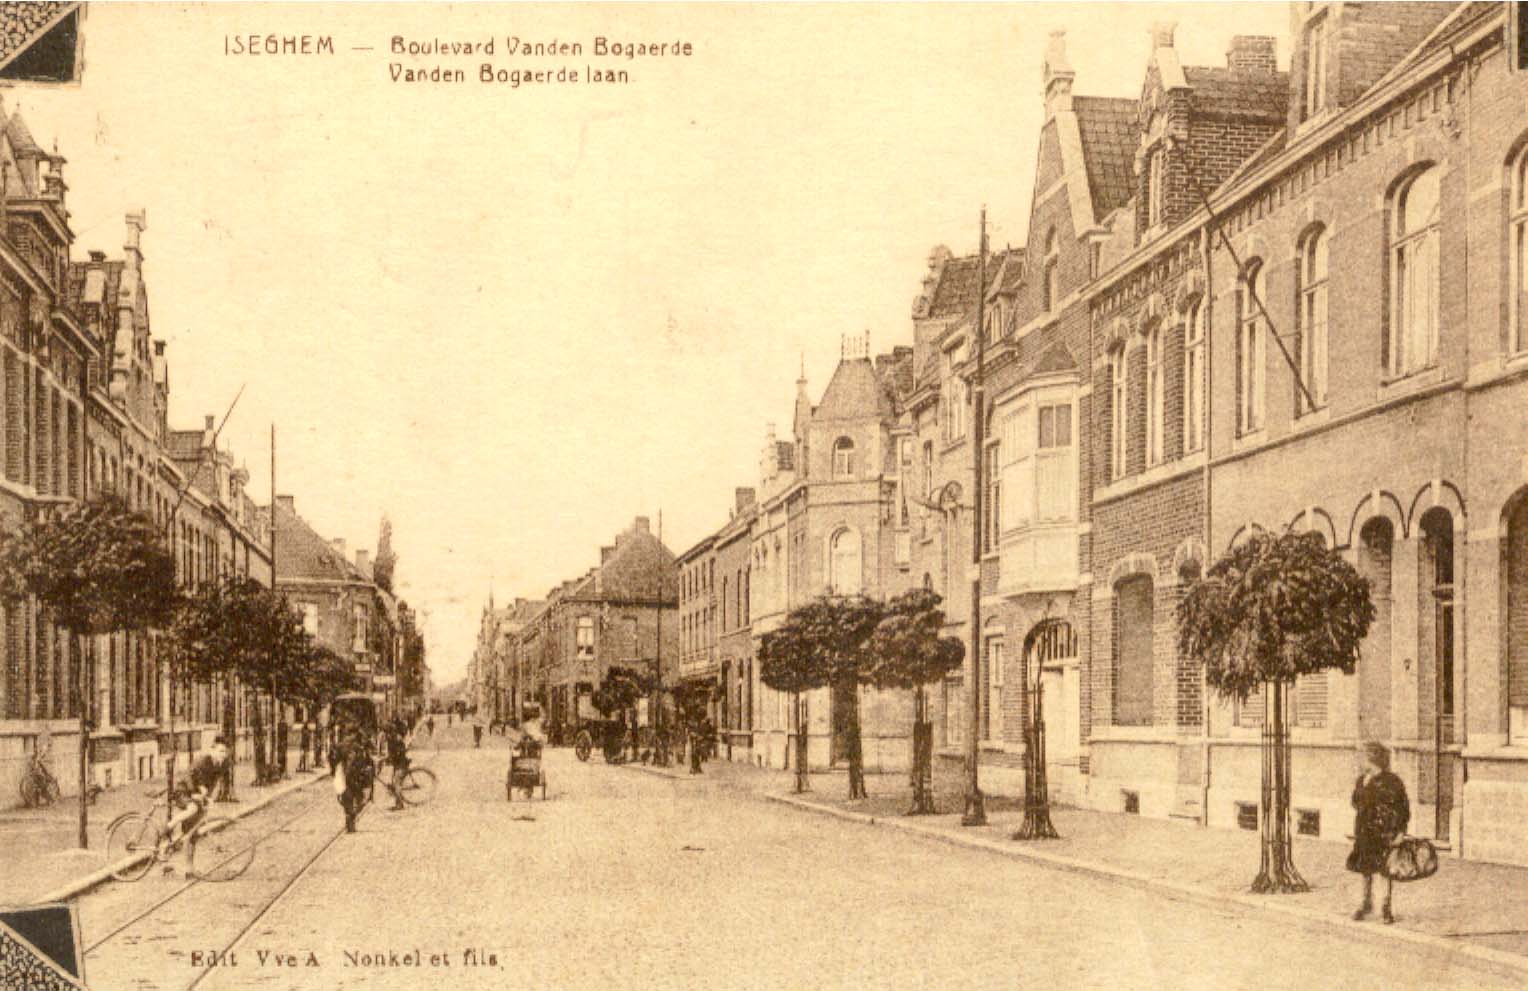 ISEGHEM — Boulevard Vanden Bogaerde
Vanden Bogaerde laan.
Edit Vve A Nonkel et fils,